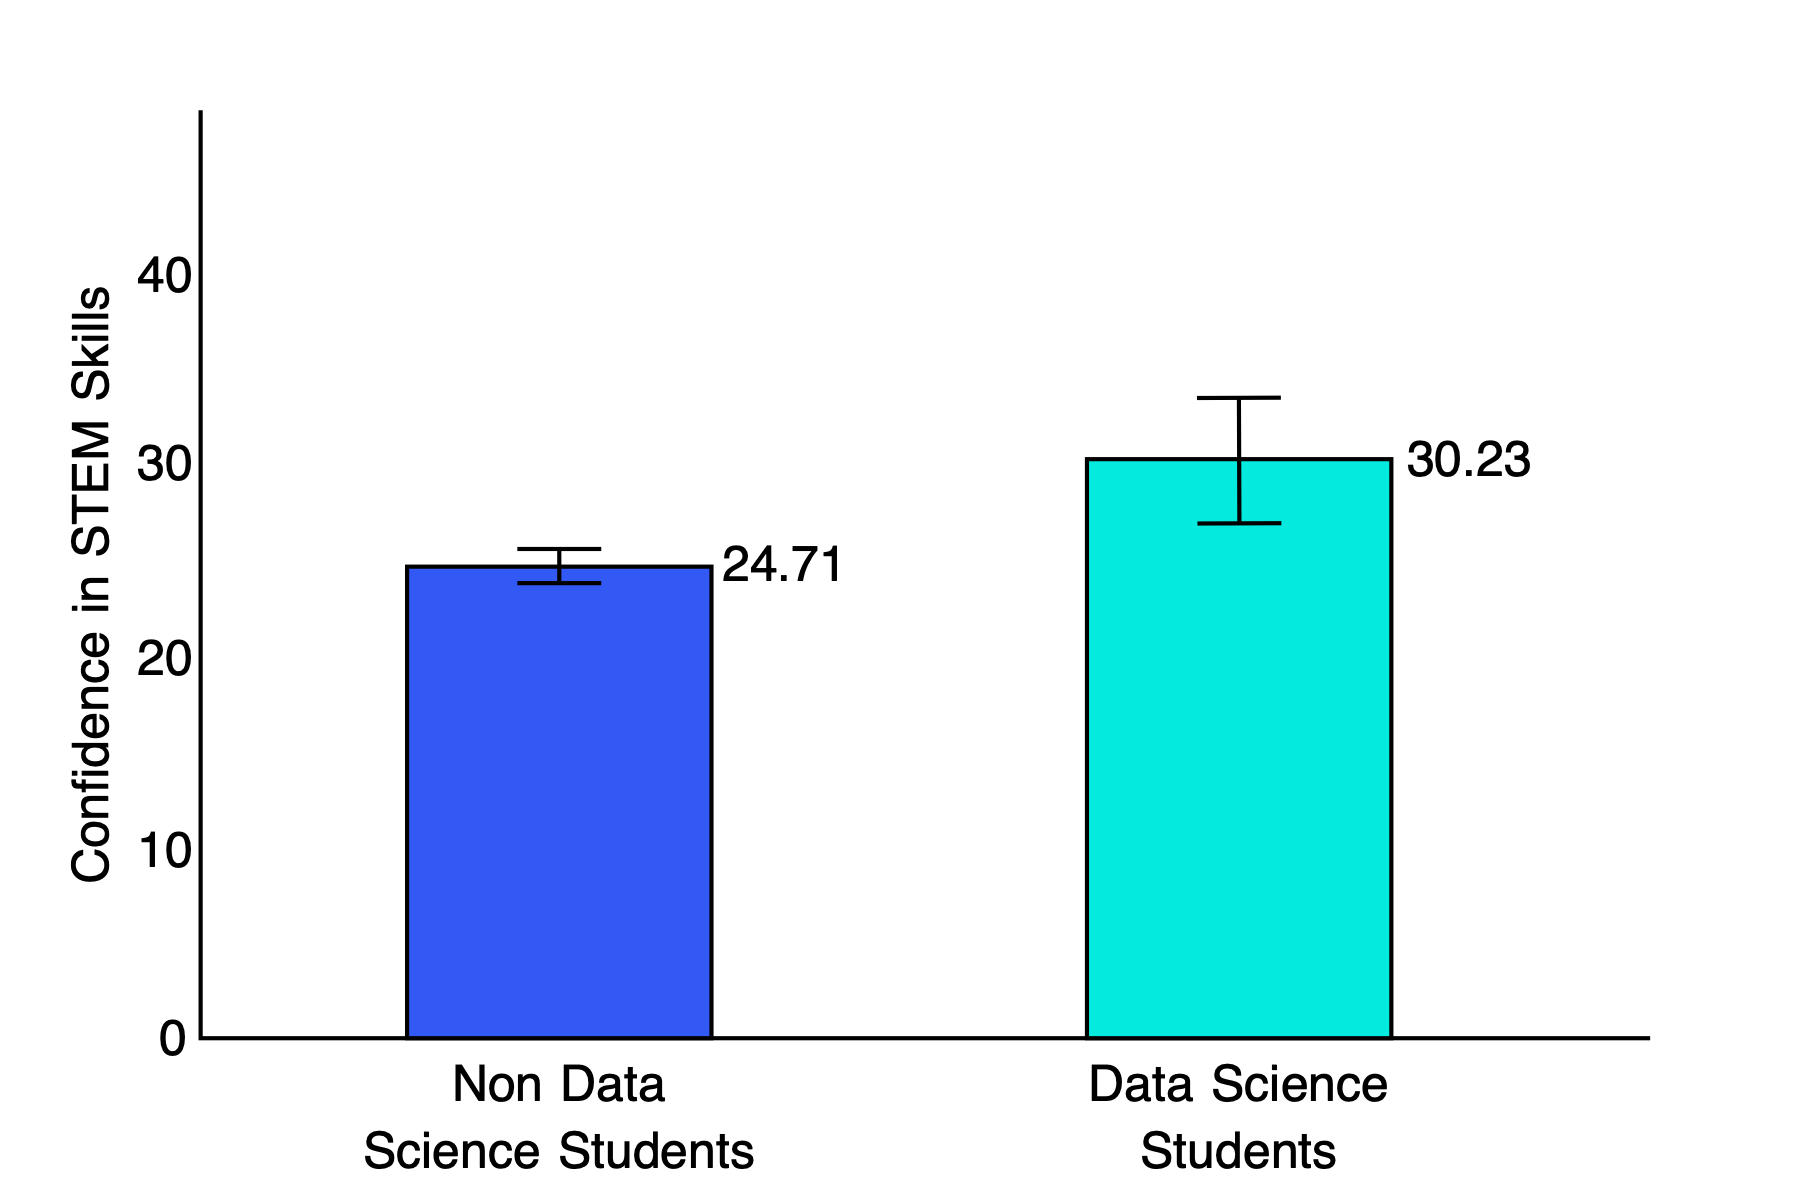 Confidence in STEM Skills
40
30
20
10
0
24.71
30.23
Non Data
Science Students
Data Science
Students